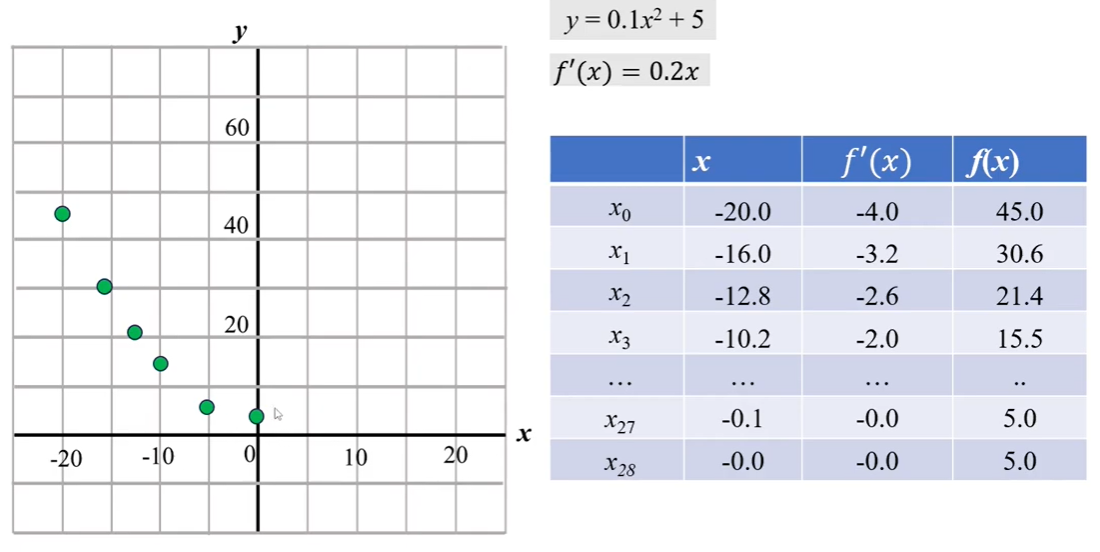 y
60
40
20
-20 -10 0 10 20
x
y = 0.1x² + 5
f′(x) = 0.2x
x f′(x) f(x)
x₀ -20.0 -4.0 45.0
x₁ -16.0 -3.2 30.6
x₂ -12.8 -2.6 21.4
x₃ -10.2 -2.0 15.5
… … … ..
x₂₇ -0.1 -0.0 5.0
x₂₈ -0.0 -0.0 5.0